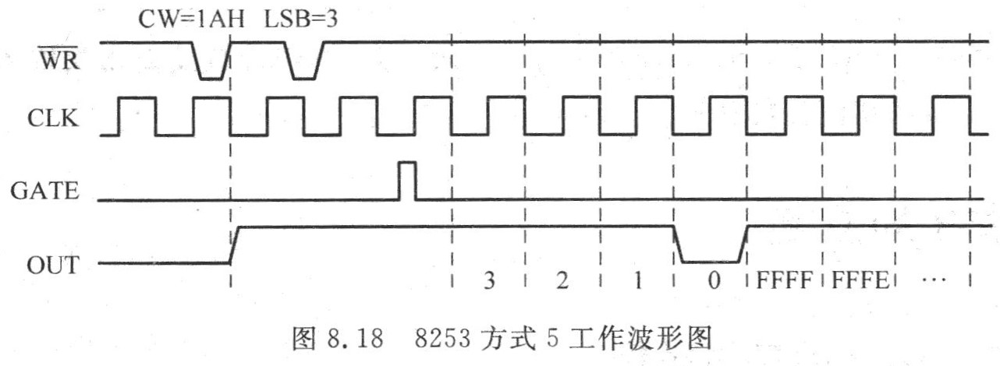 CW=1AH LSB=3
WR
CLK
GATE
OUT
3 2 1 0 FFFF FFFE …
图 8.18 8253 方式 5 工作波形图